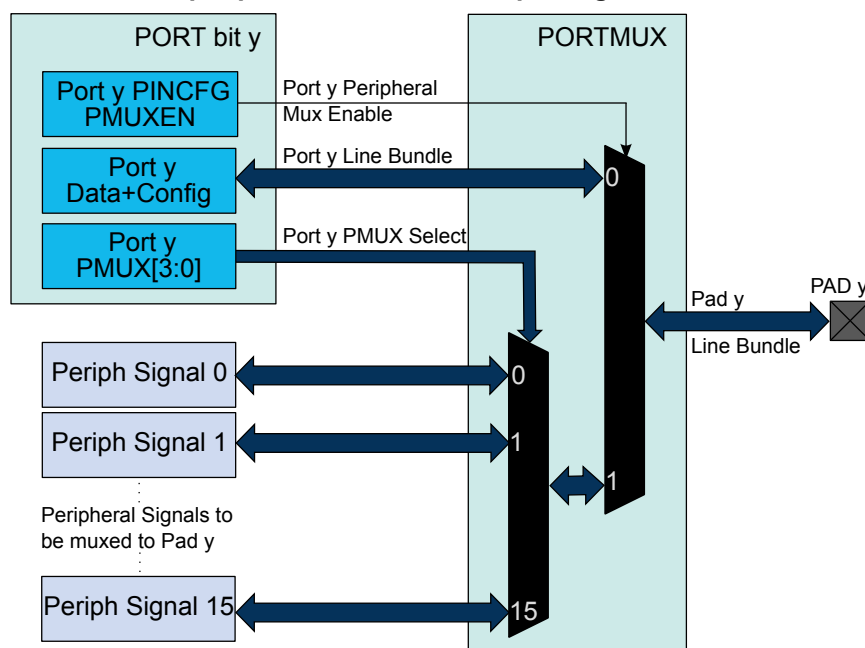 PORT bit y
PORTMUX
Port y PINCFG
PMUXEN
Port y Peripheral
Mux Enable
Port y
Data+Config
Port y Line Bundle
0
Port y
PMUX[3:0]
Port y PMUX Select
Pad y
Line Bundle
PAD y
Periph Signal 0
0
Periph Signal 1
1
1
Peripheral Signals to
be muxed to Pad y
Periph Signal 15
15